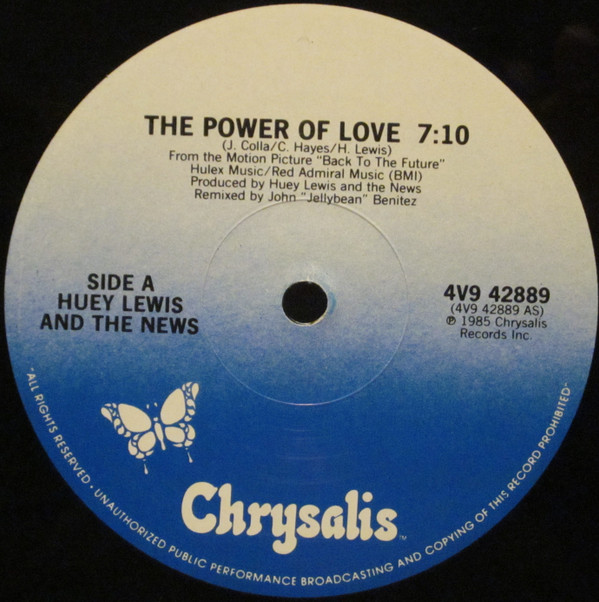 THE POWER OF LOVE 7:10
(J. Colla/C. Hayes/H. Lewis)
From the Motion Picture "Back To The Future"
Hulex Music/Red Admiral Music (BMI)
Produced by Huey Lewis and the News
Remixed by John "Jellybean" Benitez
SIDE A
HUEY LEWIS
AND THE NEWS
4V9 42889
(4V9 42889 AS)
℗ 1985 Chrysalis
Records Inc.
Chrysalis™
"ALL RIGHTS RESERVED · UNAUTHORIZED PUBLIC PERFORMANCE BROADCASTING AND COPYING OF THIS RECORD PROHIBITED"